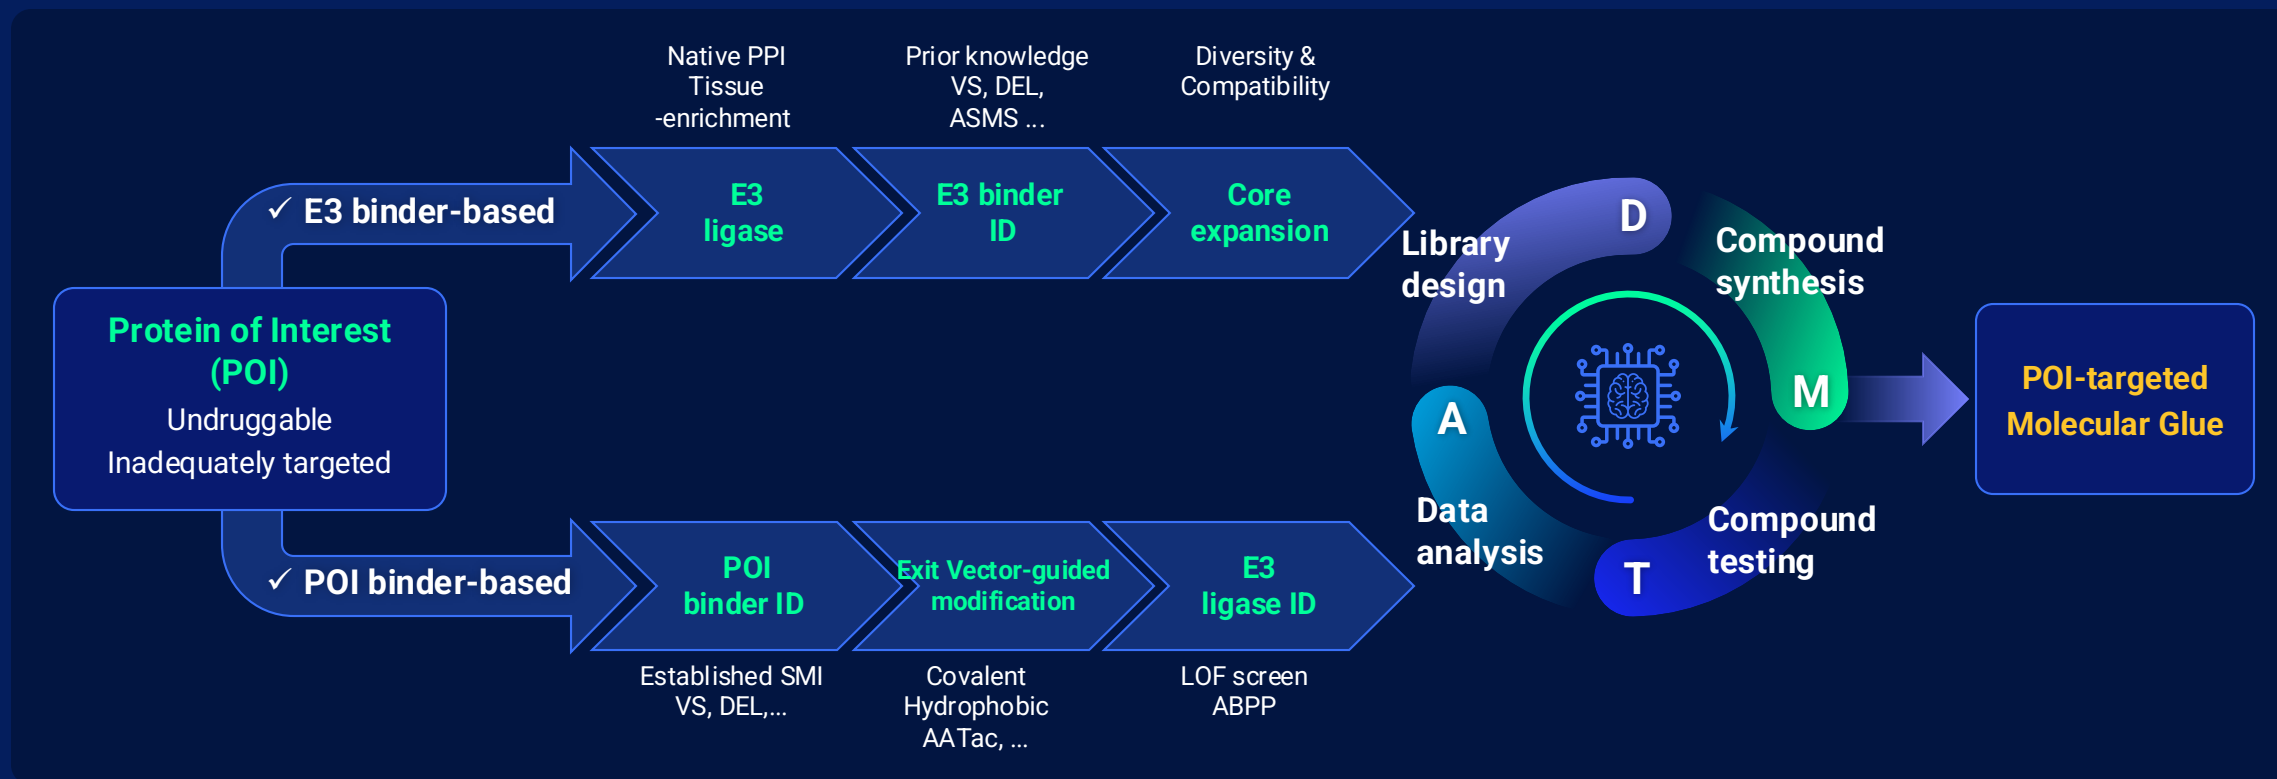 Native PPI
Tissue
-enrichment
Prior knowledge
VS, DEL,
ASMS ...
Diversity &
Compatibility
✓ E3 binder-based
E3
ligase
E3 binder
ID
Core
expansion
Protein of Interest
(POI)
Undruggable
Inadequately targeted
D
Library
design
Compound
synthesis
M
A
Data
analysis
Compound
testing
T
POI-targeted
Molecular Glue
✓ POI binder-based
POI
binder ID
Exit Vector-guided
modification
E3
ligase ID
Established SMI
VS, DEL,...
Covalent
Hydrophobic
AATac, ...
LOF screen
ABPP